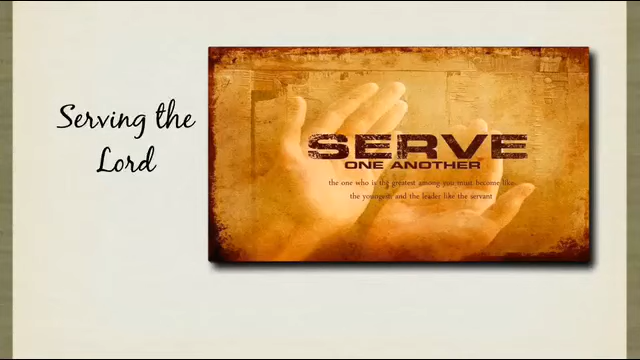 Serving the
Lord
SERVE
ONE ANOTHER
the one who is the greatest among you must become like
the youngest and the leader like the servant